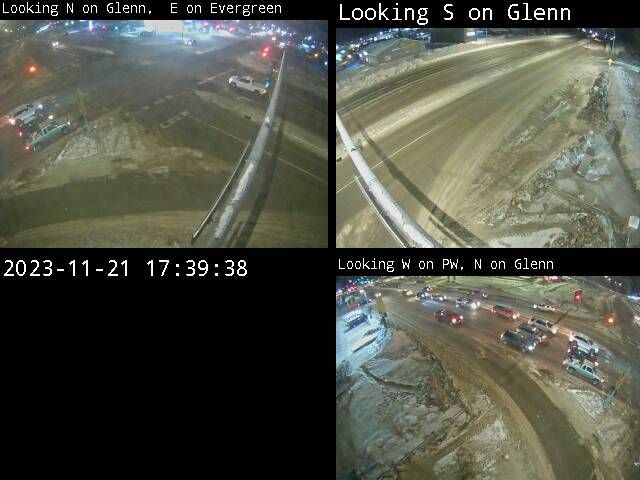 Looking N on Glenn,  E on Evergreen
Looking S on Glenn
2023-11-21 17:39:38
Looking W on PW, N on Glenn